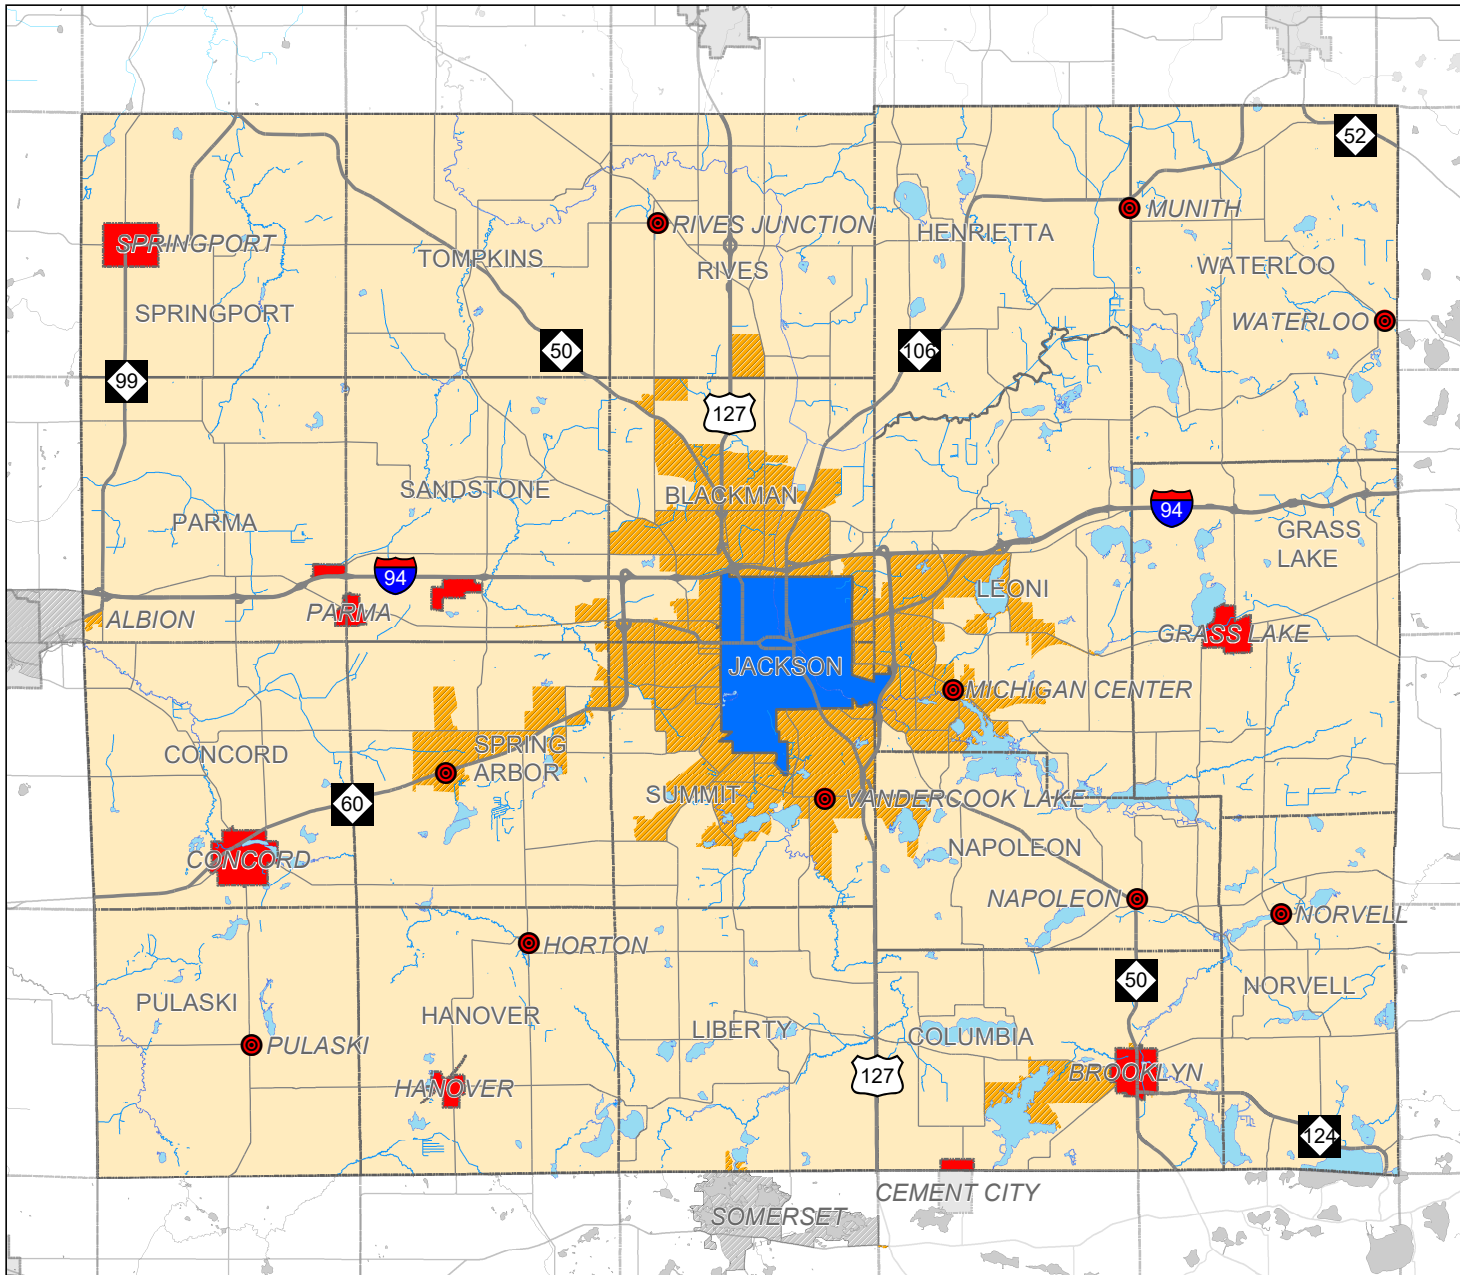 52
MUNITH
RIVES JUNCTION
HENRIETTA
SPRINGPORT
TOMPKINS
RIVES
WATERLOO
SPRINGPORT
WATERLOO
50
106
99
127
SANDSTONE
BLACKMAN
94
PARMA
GRASS
LAKE
94
LEONI
PARMA
ALBION
GRASS LAKE
JACKSON
MICHIGAN CENTER
SPRING
ARBOR
CONCORD
SUMMIT
VANDERCOOK LAKE
60
NAPOLEON
CONCORD
NAPOLEON
NORVELL
HORTON
50
NORVELL
PULASKI
HANOVER
LIBERTY
COLUMBIA
PULASKI
127
BROOKLYN
HANOVER
124
CEMENT CITY
SOMERSET